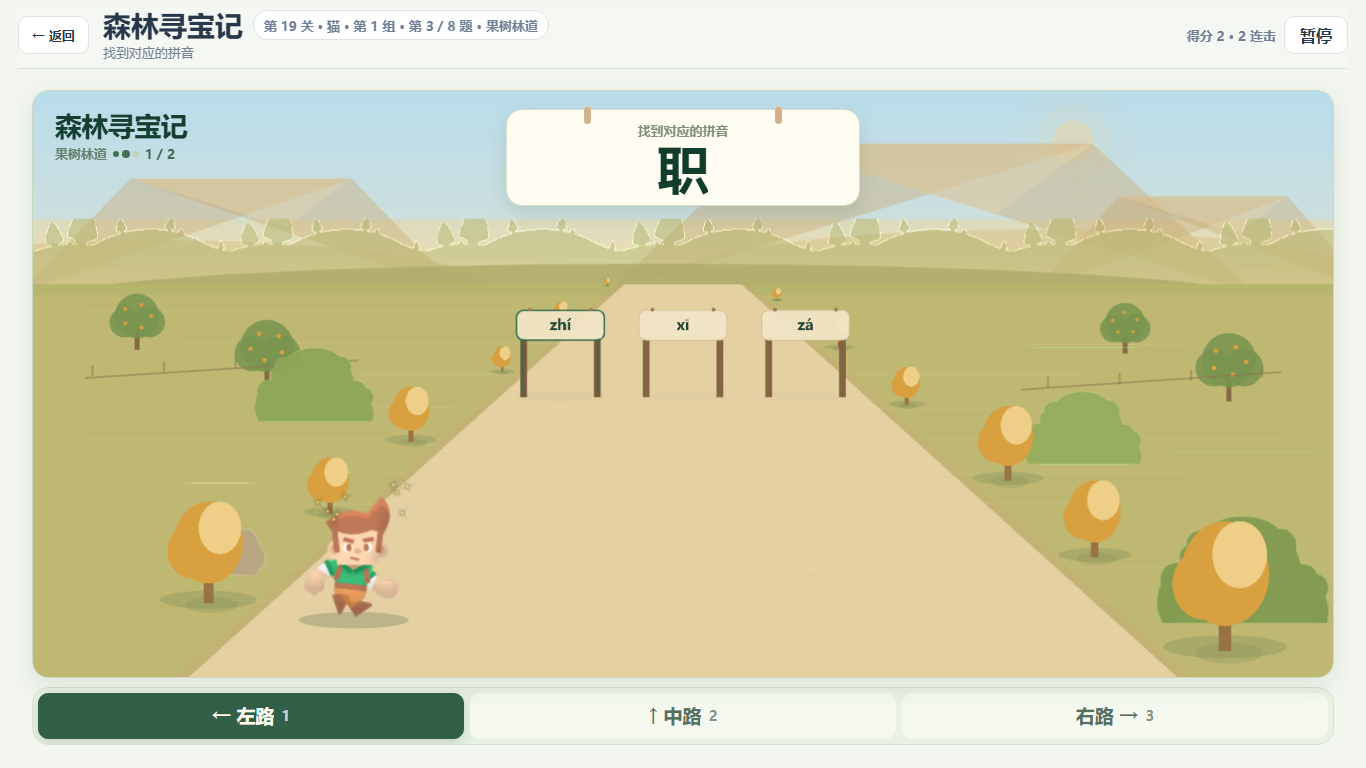 ← 返回
森林寻宝记
第 19 关 • 猫 • 第 1 组 • 第 3 / 8 题 • 果树林道
找到对应的拼音
得分 2 • 2 连击
暂停
森林寻宝记
果树林道 1 / 2
找到对应的拼音
职
zhí
xī
zá
← 左路 1
↑ 中路 2
右路 → 3